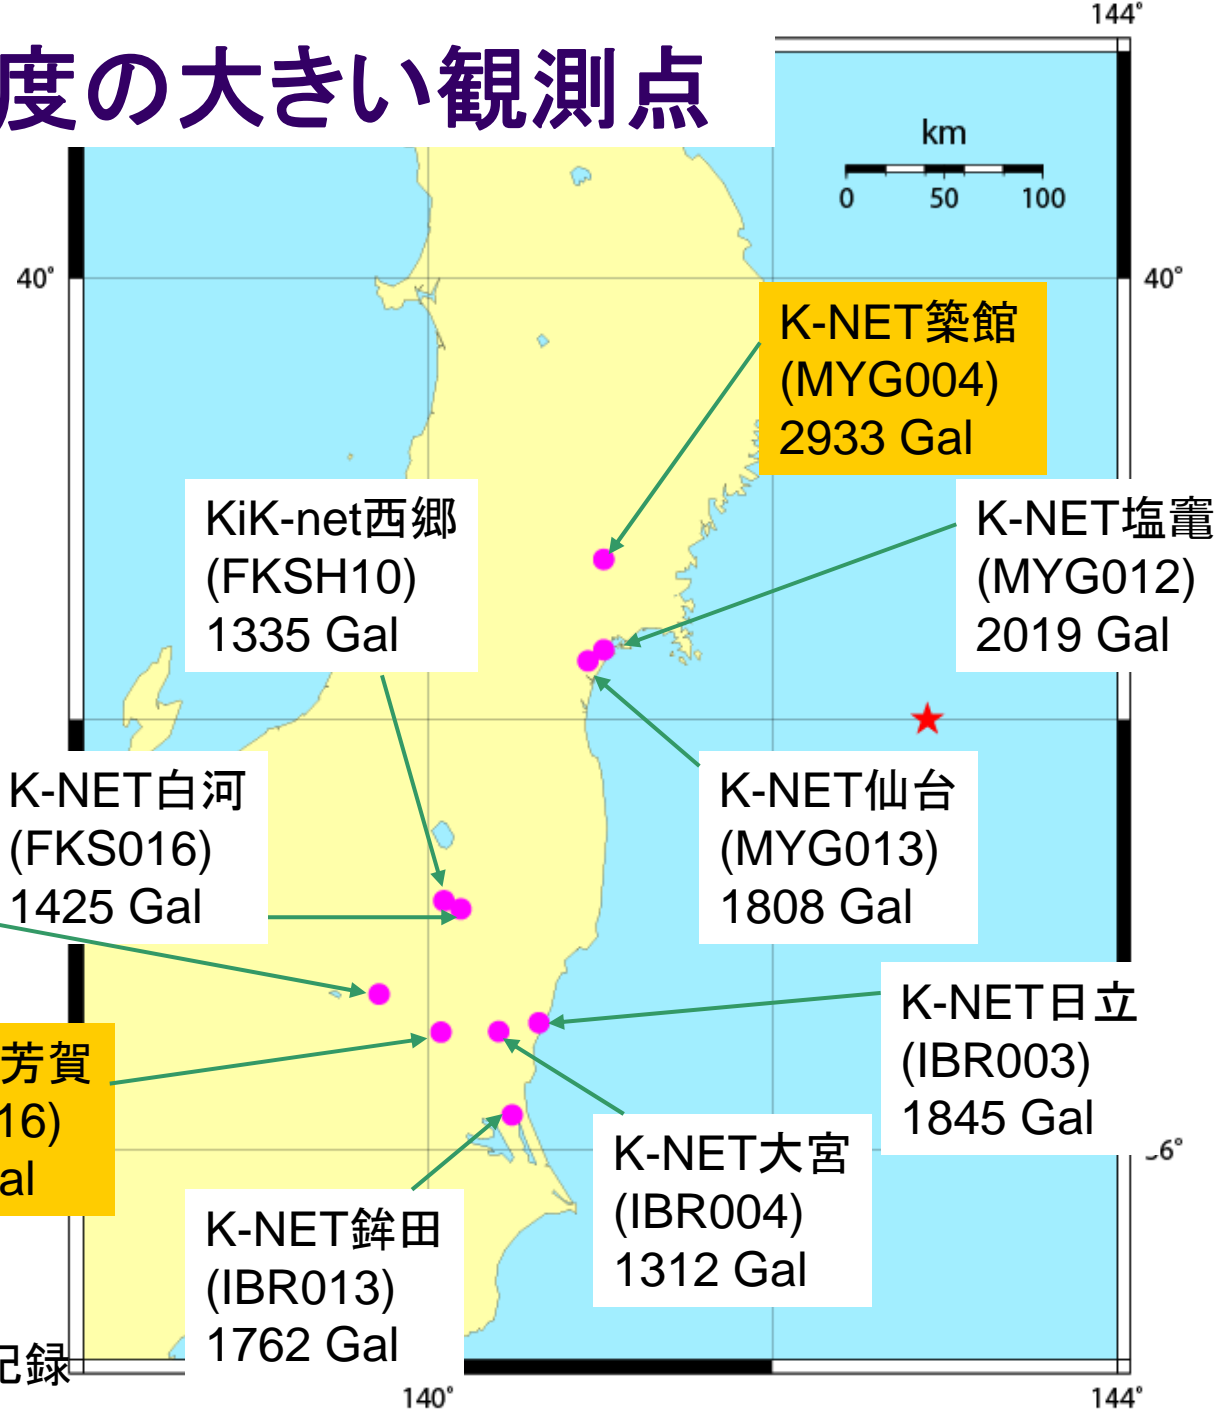 144°
度の大きい観測点
km
0 50 100
40°
40°
K-NET築館
(MYG004)
2933 Gal
KiK-net西郷
(FKSH10)
1335 Gal
K-NET塩竈
(MYG012)
2019 Gal
K-NET白河
(FKS016)
1425 Gal
K-NET仙台
(MYG013)
1808 Gal
K-NET日立
(IBR003)
1845 Gal
芳賀
16)
al
6°
K-NET大宮
(IBR004)
1312 Gal
K-NET鉾田
(IBR013)
1762 Gal
記録
140°
144°